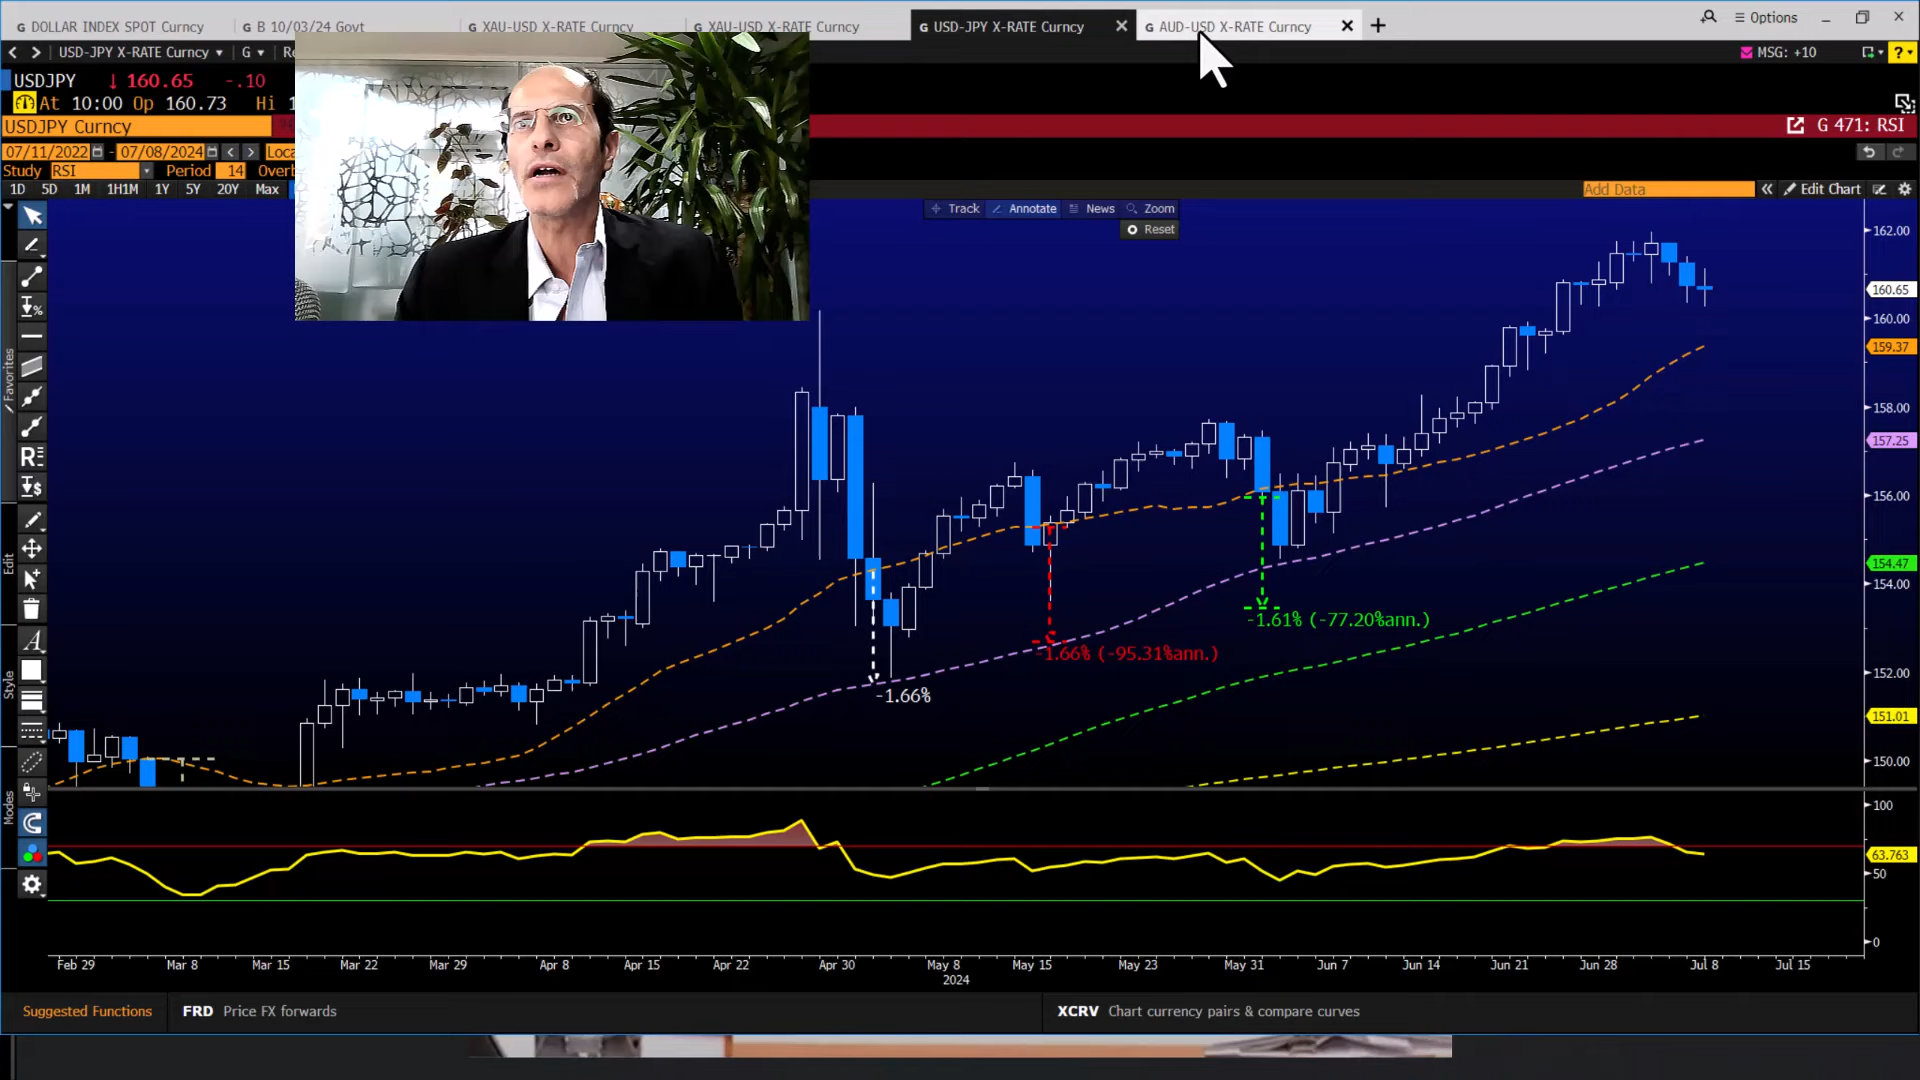 G DOLLAR INDEX SPOT Curncy G B 10/03/24 Govt G XAU-USD X-RATE Curncy G XAU-USD X-RATE Curncy G USD-JPY X-RATE Curncy G AUD-USD X-RATE Curncy Options
USD-JPY X-RATE Curncy G Re MSG: +10 ?
USDJPY 160.65 -.10
At 10:00 Op 160.73 Hi 1
USDJPY Curncy G 471: RSI
07/11/2022 - 07/08/2024 Loca
Study RSI Period 14 Overb
1D 5D 1M 1H1M 1Y 5Y 20Y Max Add Data Edit Chart
Track Annotate News Zoom
Reset
162.00
160.65
160.00
159.37
158.00
157.25
156.00
154.47
154.00
152.00
151.01
150.00
-1.61% (-77.20%ann.)
-1.66% (-95.31%ann.)
-1.66%
100
63.763
50
0
Favorites
Edit
Style
Modes
Feb 29 Mar 8 Mar 15 Mar 22 Mar 29 Apr 8 Apr 15 Apr 22 Apr 30 May 8 May 15 May 23 May 31 Jun 7 Jun 14 Jun 21 Jun 28 Jul 8 Jul 15
2024
Suggested Functions FRD Price FX forwards XCRV Chart currency pairs & compare curves